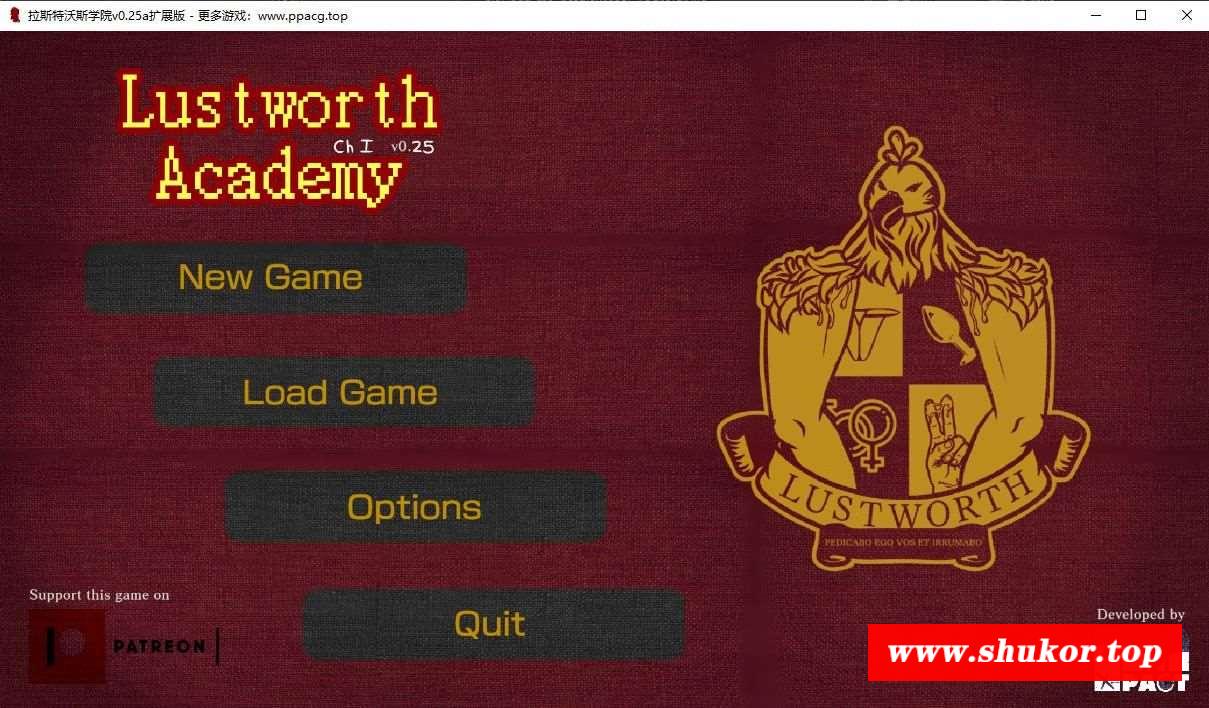 拉斯特沃斯学院v0.25a扩展版 - 更多游戏：www.ppacg.top
Lustworth
Ch I v0.25
Academy
New Game
Load Game
Options
Quit
LUSTWORTH
PEDICABO EGO VOS ET IRRUMABO
Support this game on
PATREON
Developed by
www.shukor.top